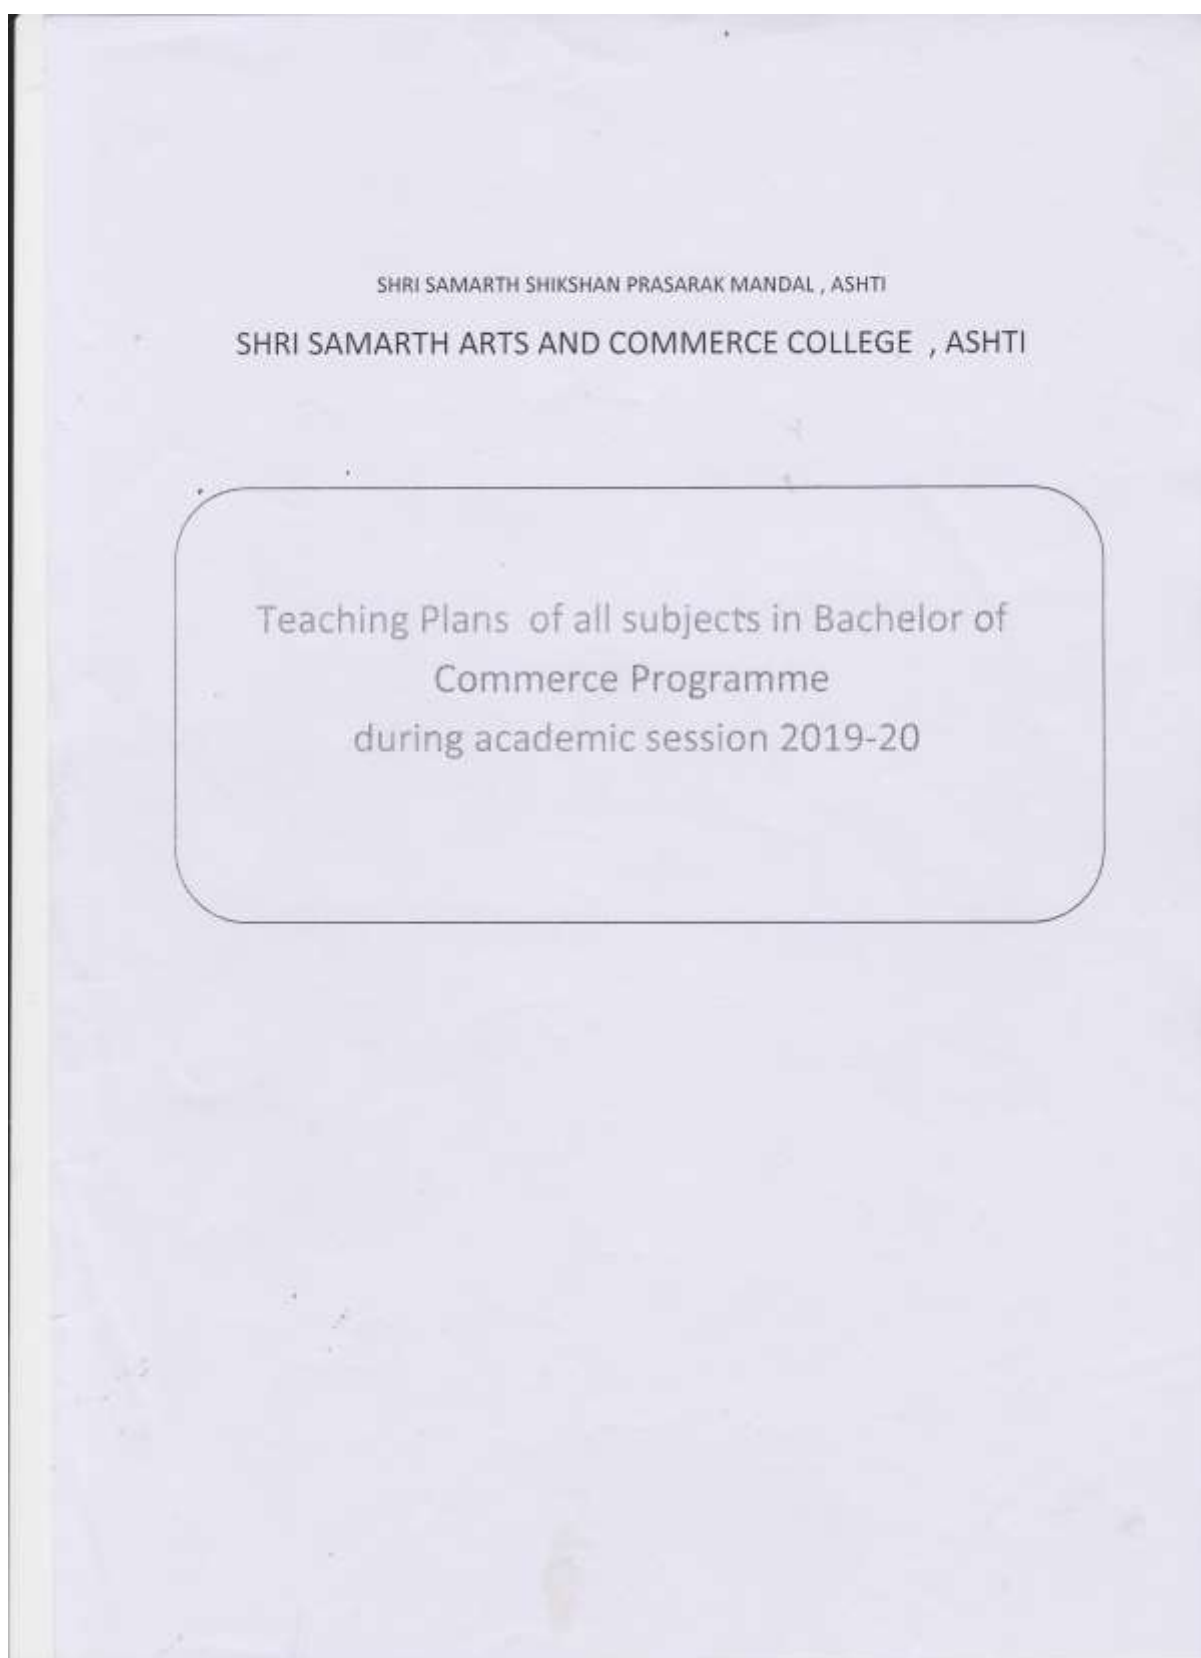 SHRI SAMARTH SHIKSHAN PRASARAK MANDAL , ASHTI
SHRI SAMARTH ARTS AND COMMERCE COLLEGE , ASHTI
Teaching Plans of all subjects in Bachelor of
Commerce Programme
during academic session 2019-20